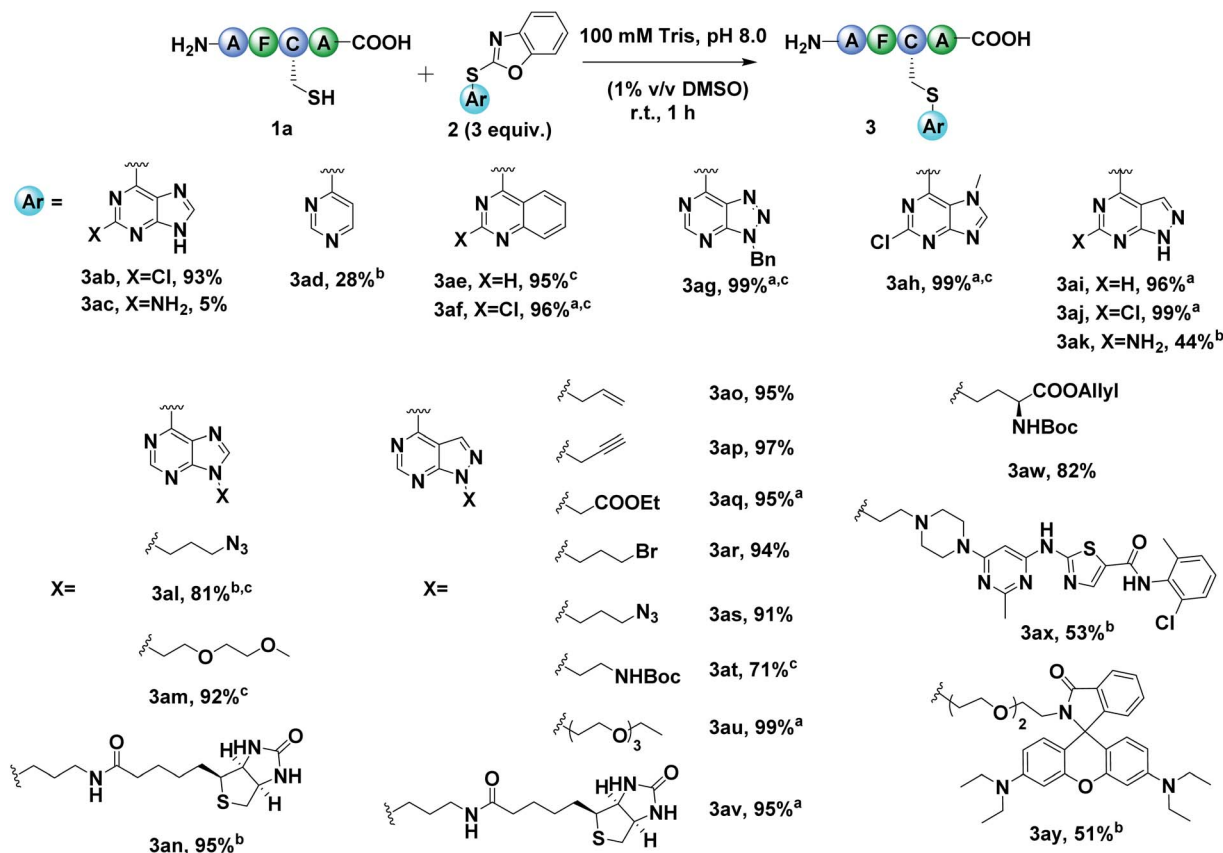 H₂N A F C A COOH
SH
1a
+
N
O
S
Ar
2 (3 equiv.)
100 mM Tris, pH 8.0
(1% v/v DMSO)
r.t., 1 h
H₂N A F C A COOH
S
Ar
3
Ar =
N N
X N N
H
3ab, X=Cl, 93%
3ac, X=NH₂, 5%
N
N
3ad, 28%ᵇ
N
X N
3ae, X=H, 95%ᶜ
3af, X=Cl, 96%ᵃ,ᶜ
N N N
N N
Bn
3ag, 99%ᵃ,ᶜ
N N
Cl N N
3ah, 99%ᵃ,ᶜ
N N
X N N
H
3ai, X=H, 96%ᵃ
3aj, X=Cl, 99%ᵃ
3ak, X=NH₂, 44%ᵇ
N N
N N
X
X=
N₃
3al, 81%ᵇ,ᶜ
O O
3am, 92%ᶜ
O
N
H
HN O
NH
H
H
S
3an, 95%ᵇ
N N
N N
X
X=
3ao, 95%
3ap, 97%
COOEt
3aq, 95%ᵃ
Br
3ar, 94%
N₃
3as, 91%
NHBoc
3at, 71%ᶜ
( O )₃
3au, 99%ᵃ
O
N
H
HN O
NH
H
H
S
3av, 95%ᵃ
COOAllyl
NHBoc
3aw, 82%
N
N
H
N
S
O
N N
N
N
H
Cl
3ax, 53%ᵇ
O
( O )₂ N
N O N
3ay, 51%ᵇ